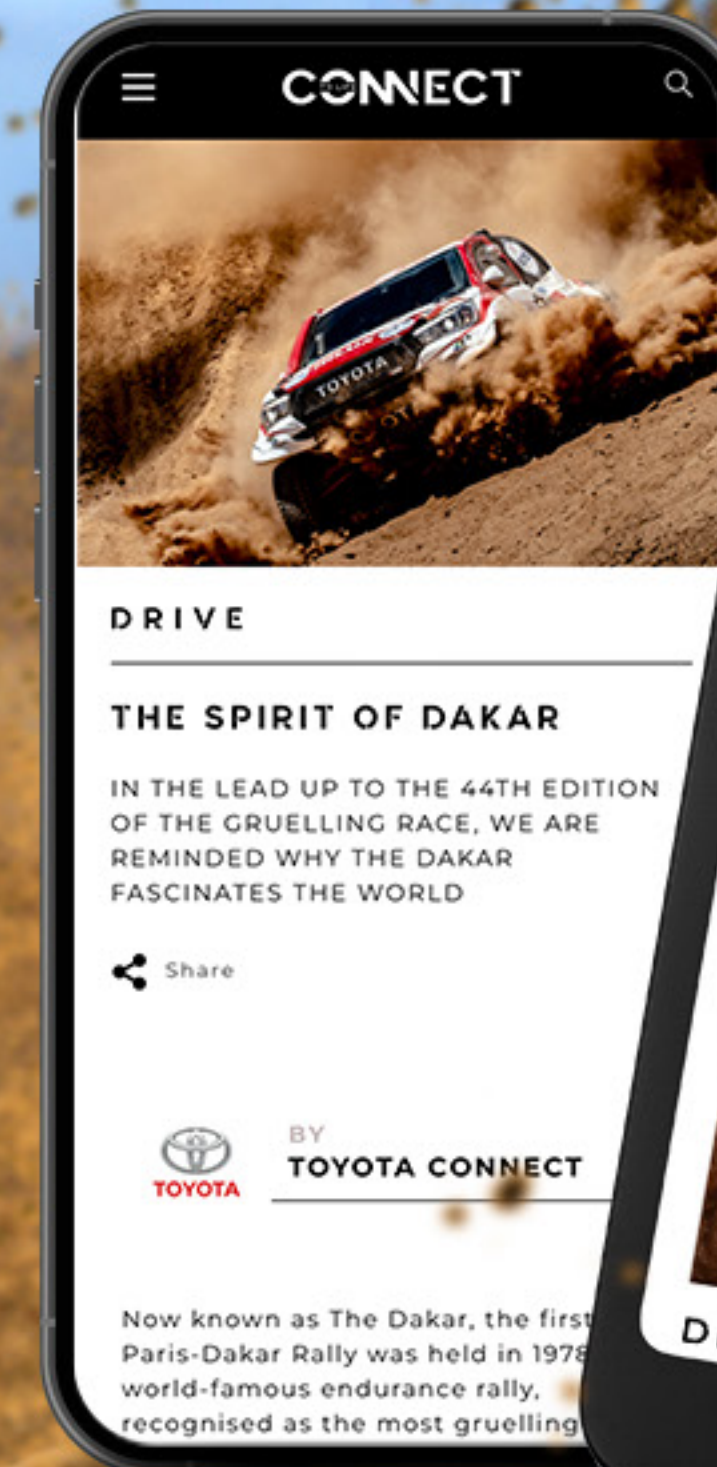 CONNECT
TOYOTA
DRIVE
THE SPIRIT OF DAKAR
IN THE LEAD UP TO THE 44TH EDITION
OF THE GRUELLING RACE, WE ARE
REMINDED WHY THE DAKAR
FASCINATES THE WORLD
Share
BY
TOYOTA CONNECT
TOYOTA
Now known as The Dakar, the first
Paris-Dakar Rally was held in 1978
world-famous endurance rally,
recognised as the most gruelling